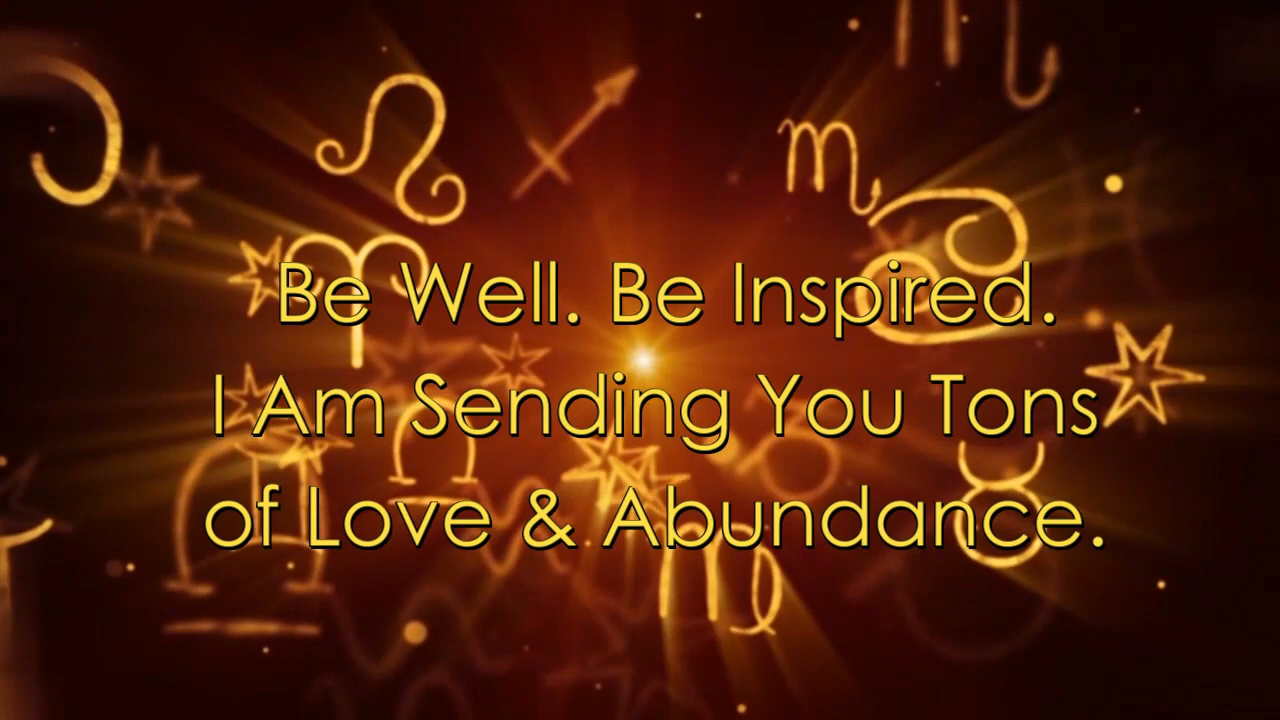 Be Well. Be Inspired.
I Am Sending You Tons
of Love & Abundance.